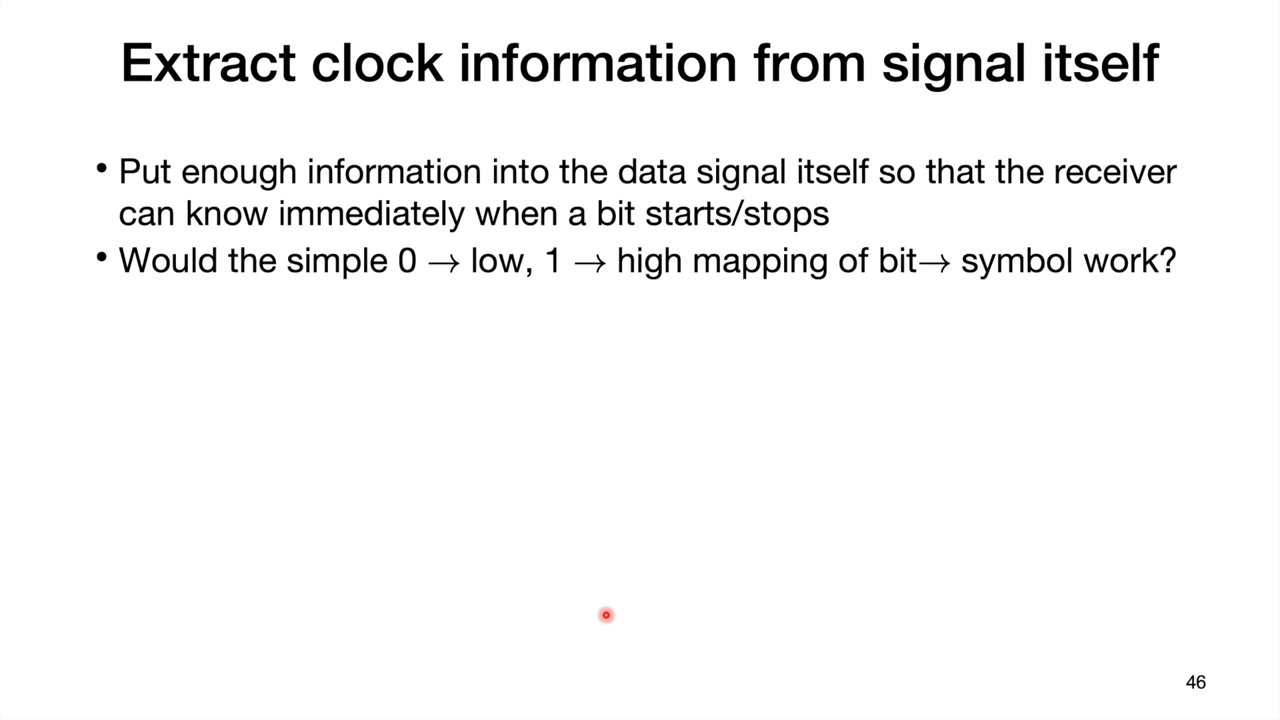 Extract clock information from signal itself
• Put enough information into the data signal itself so that the receiver
can know immediately when a bit starts/stops
• Would the simple 0 → low, 1 → high mapping of bit→ symbol work?
46